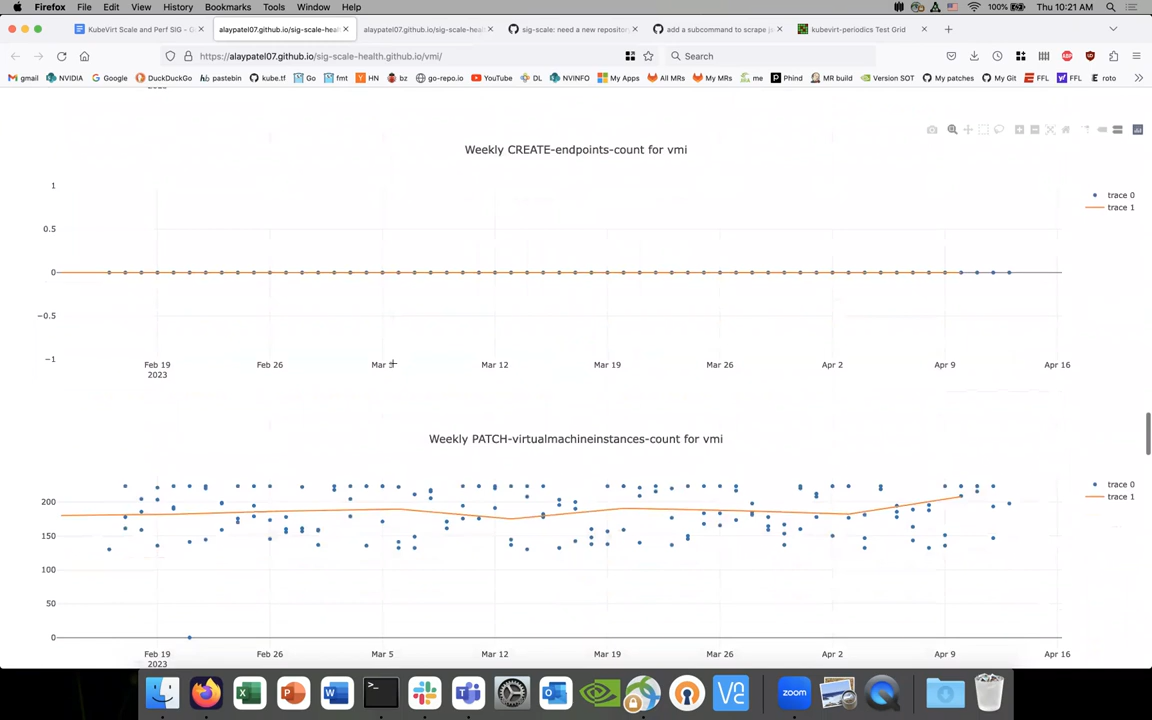 Firefox File Edit View History Bookmarks Tools Window Help 100% Thu 10:21 AM
KubeVirt Scale and Perf SIG - G alaypatel07.github.io/sig-scale-hea alaypatel07.github.io/sig-scale-heal sig-scale: need a new repositor add a subcommand to scrape j kubevirt-periodics Test Grid
https://alaypatel07.github.io/sig-scale-health.github.io/vmi/ Search
gmail NVIDIA Google DuckDuckGo pastebin kube.tf Go fmt HN bz go-repo.io YouTube DL NVINFO My Apps All MRs My MRs me Phind MR build Version SOT My patches My Git FFL FFL roto
2023
Weekly CREATE-endpoints-count for vmi
trace 0
trace 1
1
0.5
0
−0.5
−1
Feb 19 Feb 26 Mar 5 Mar 12 Mar 19 Mar 26 Apr 2 Apr 9 Apr 16
2023
Weekly PATCH-virtualmachineinstances-count for vmi
trace 0
trace 1
200
150
100
50
0
Feb 19 Feb 26 Mar 5 Mar 12 Mar 19 Mar 26 Apr 2 Apr 9 Apr 16
2023
zoom